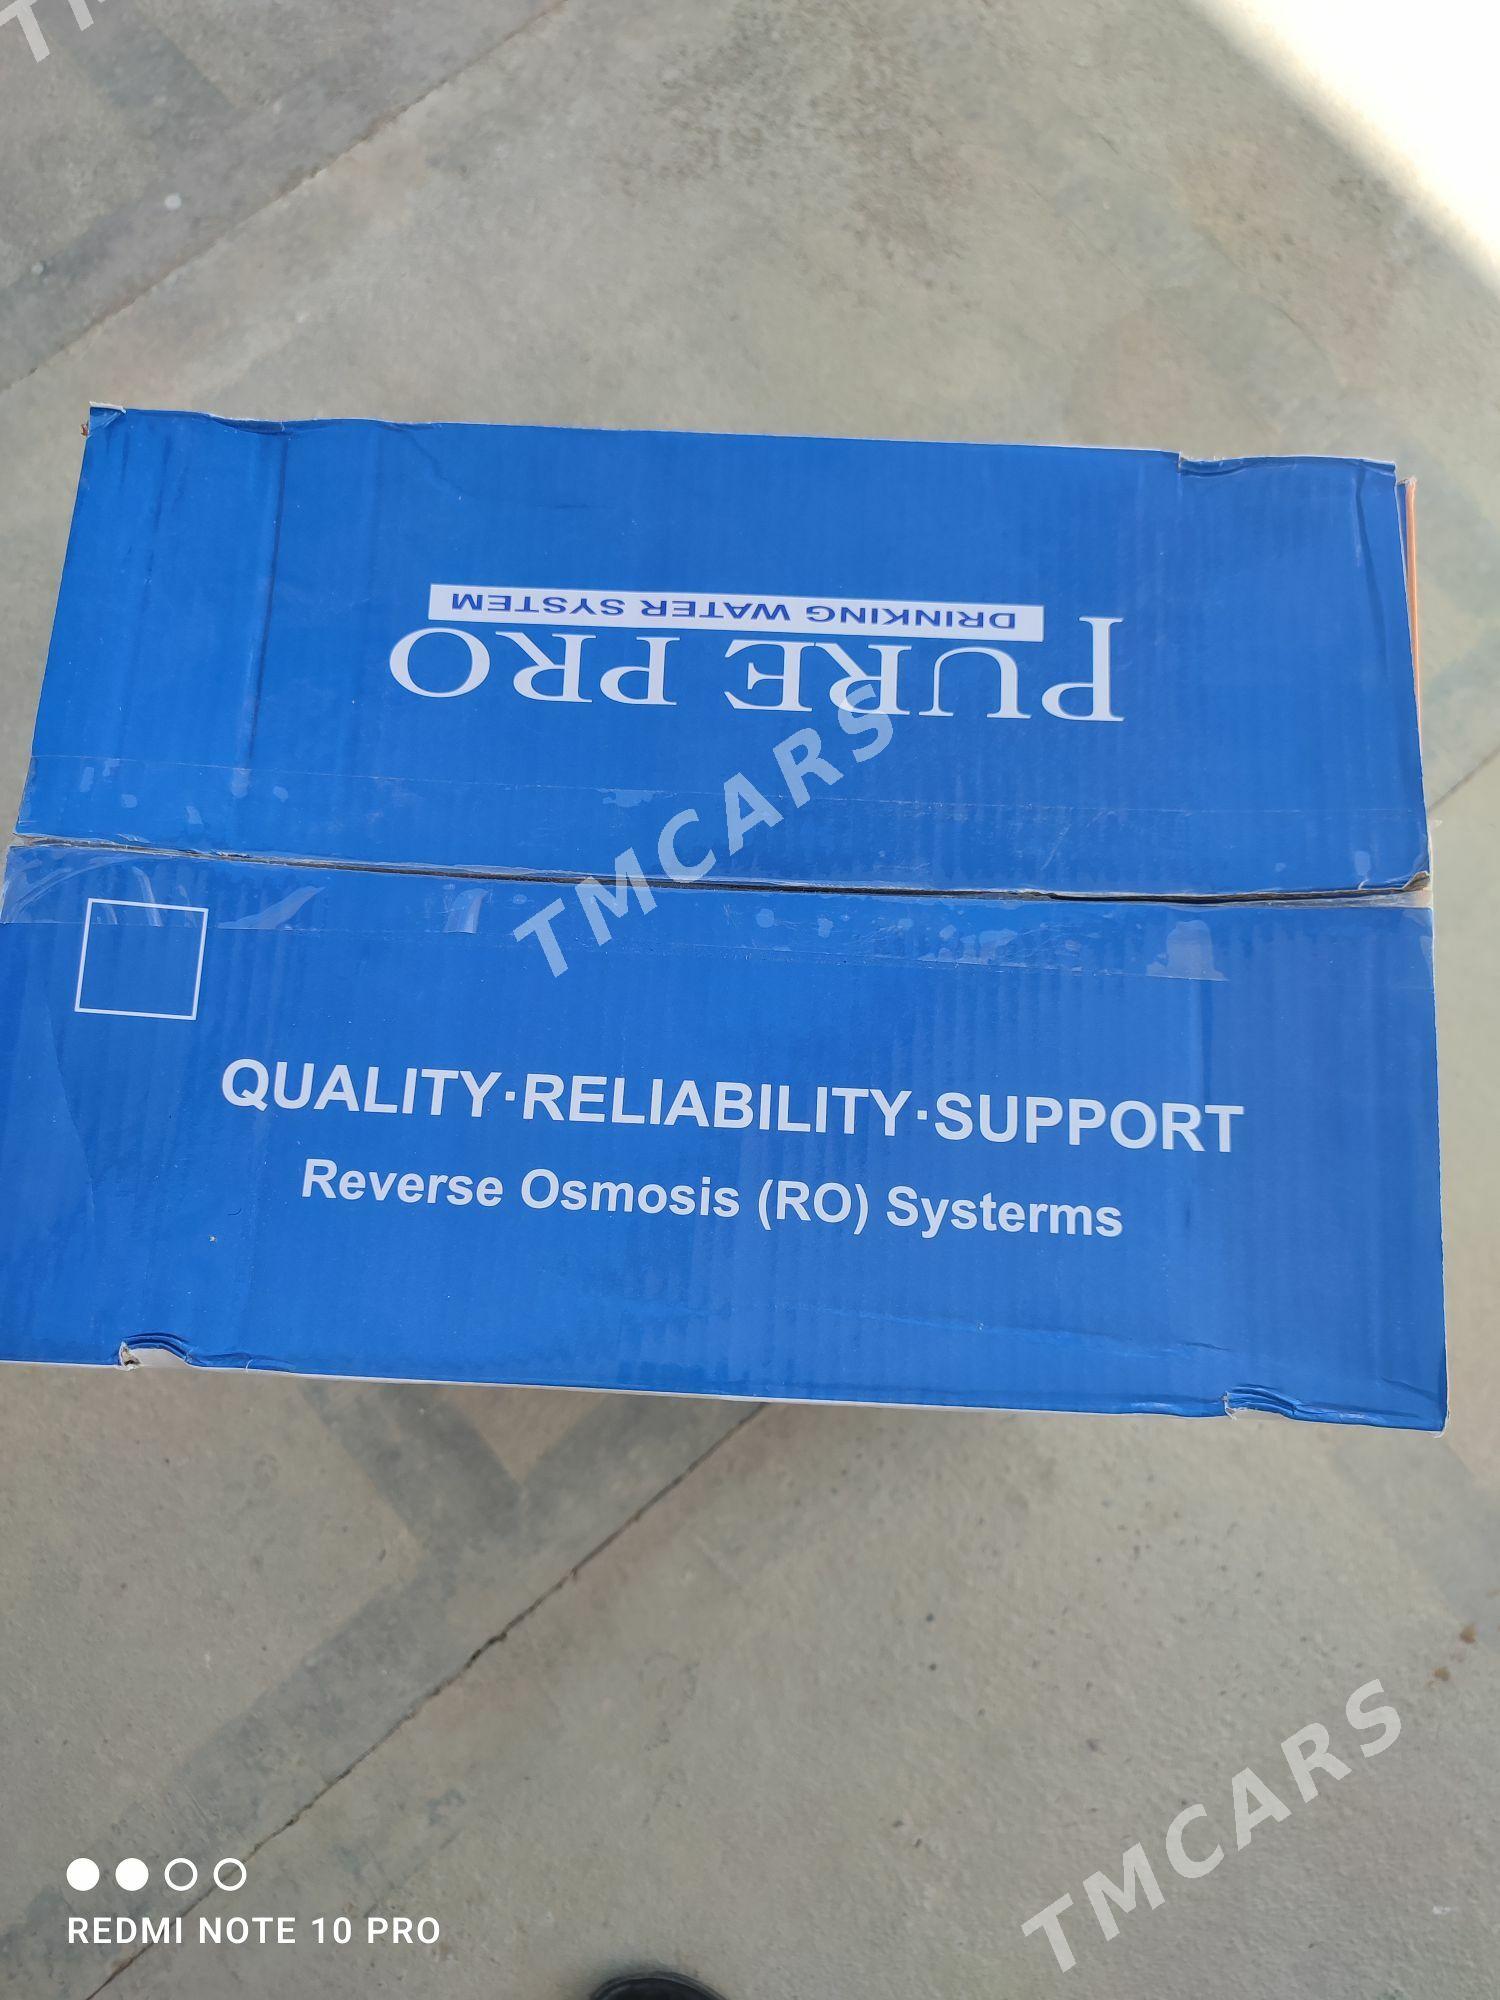 PURE PRO
DRINKING WATER SYSTEM
TMCARS
QUALITY·RELIABILITY·SUPPORT
Reverse Osmosis (RO) Systerms
TMCARS
REDMI NOTE 10 PRO